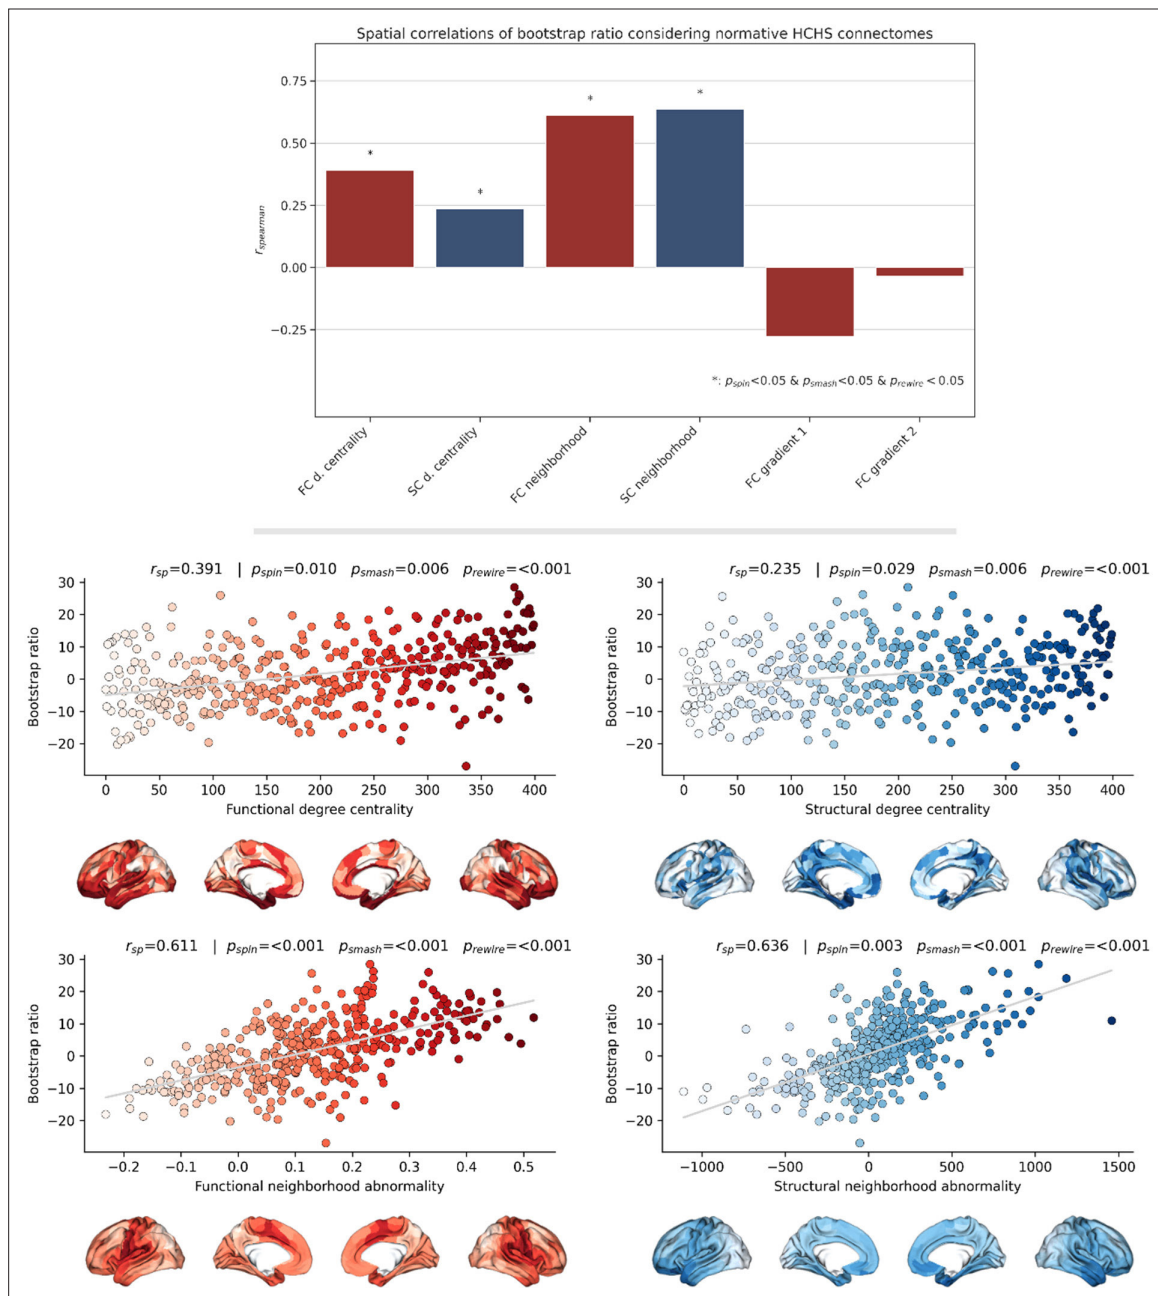 Spatial correlations of bootstrap ratio considering normative HCHS connectomes
0.75
0.50
0.25
0.00
−0.25
r_spearman
*
*
*
*
*: p_spin<0.05 & p_smash<0.05 & p_rewire < 0.05
FC d. centrality
SC d. centrality
FC neighborhood
SC neighborhood
FC gradient 1
FC gradient 2
r_sp=0.391 | p_spin=0.010 p_smash=0.006 p_rewire=<0.001
30
20
10
0
−10
−20
Bootstrap ratio
0 50 100 150 200 250 300 350 400
Functional degree centrality
r_sp=0.235 | p_spin=0.029 p_smash=0.006 p_rewire=<0.001
30
20
10
0
−10
−20
Bootstrap ratio
0 50 100 150 200 250 300 350 400
Structural degree centrality
r_sp=0.611 | p_spin=<0.001 p_smash=<0.001 p_rewire=<0.001
30
20
10
0
−10
−20
Bootstrap ratio
−0.2 −0.1 0.0 0.1 0.2 0.3 0.4 0.5
Functional neighborhood abnormality
r_sp=0.636 | p_spin=0.003 p_smash=<0.001 p_rewire=<0.001
30
20
10
0
−10
−20
Bootstrap ratio
−1000 −500 0 500 1000 1500
Structural neighborhood abnormality